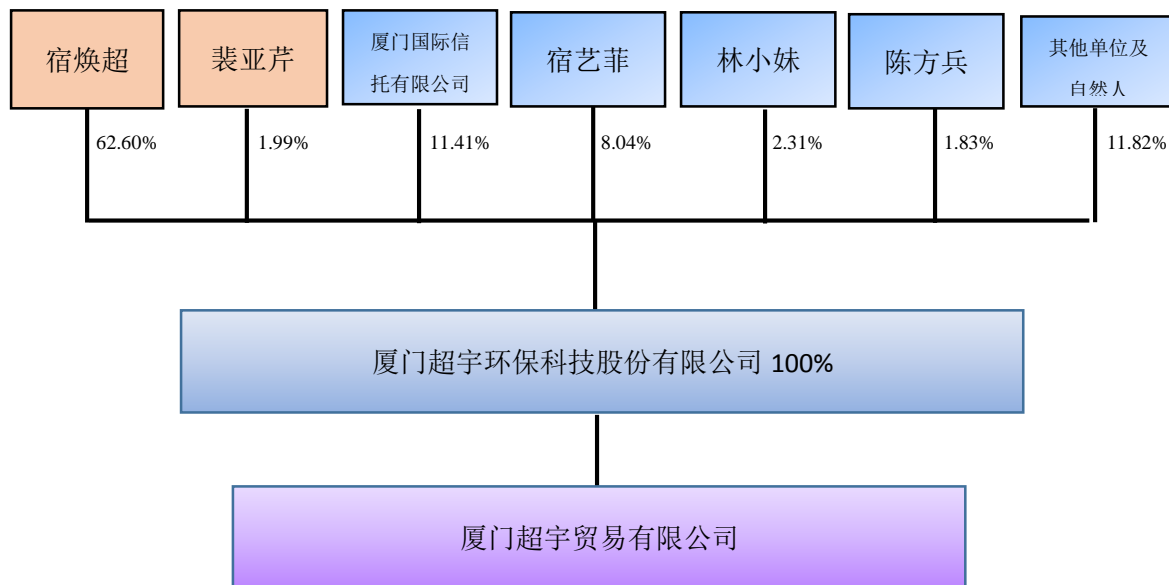 宿焕超
裴亚芹
厦门国际信
托有限公司
宿艺菲
林小妹
陈方兵
其他单位及
自然人
62.60%
1.99%
11.41%
8.04%
2.31%
1.83%
11.82%
厦门超宇环保科技股份有限公司 100%
厦门超宇贸易有限公司